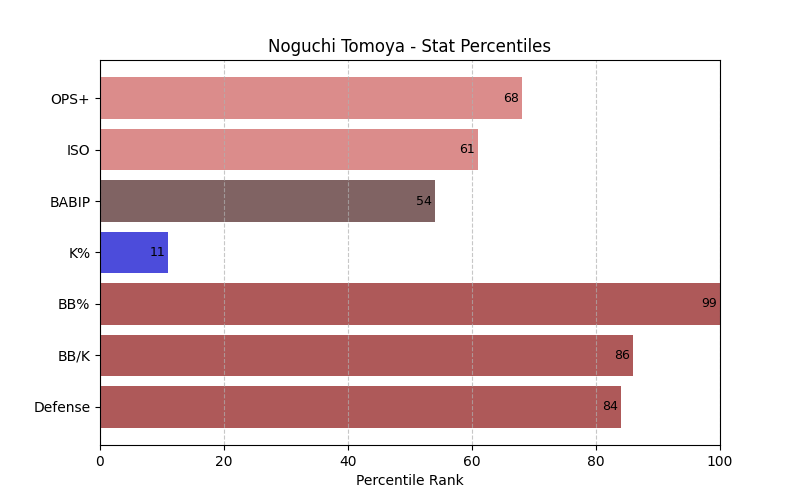 Noguchi Tomoya - Stat Percentiles
OPS+ 68
ISO 61
BABIP 54
K% 11
BB% 99
BB/K 86
Defense 84
0 20 40 60 80 100
Percentile Rank